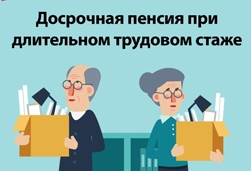 Досрочная пенсия при
длительном трудовом стаже